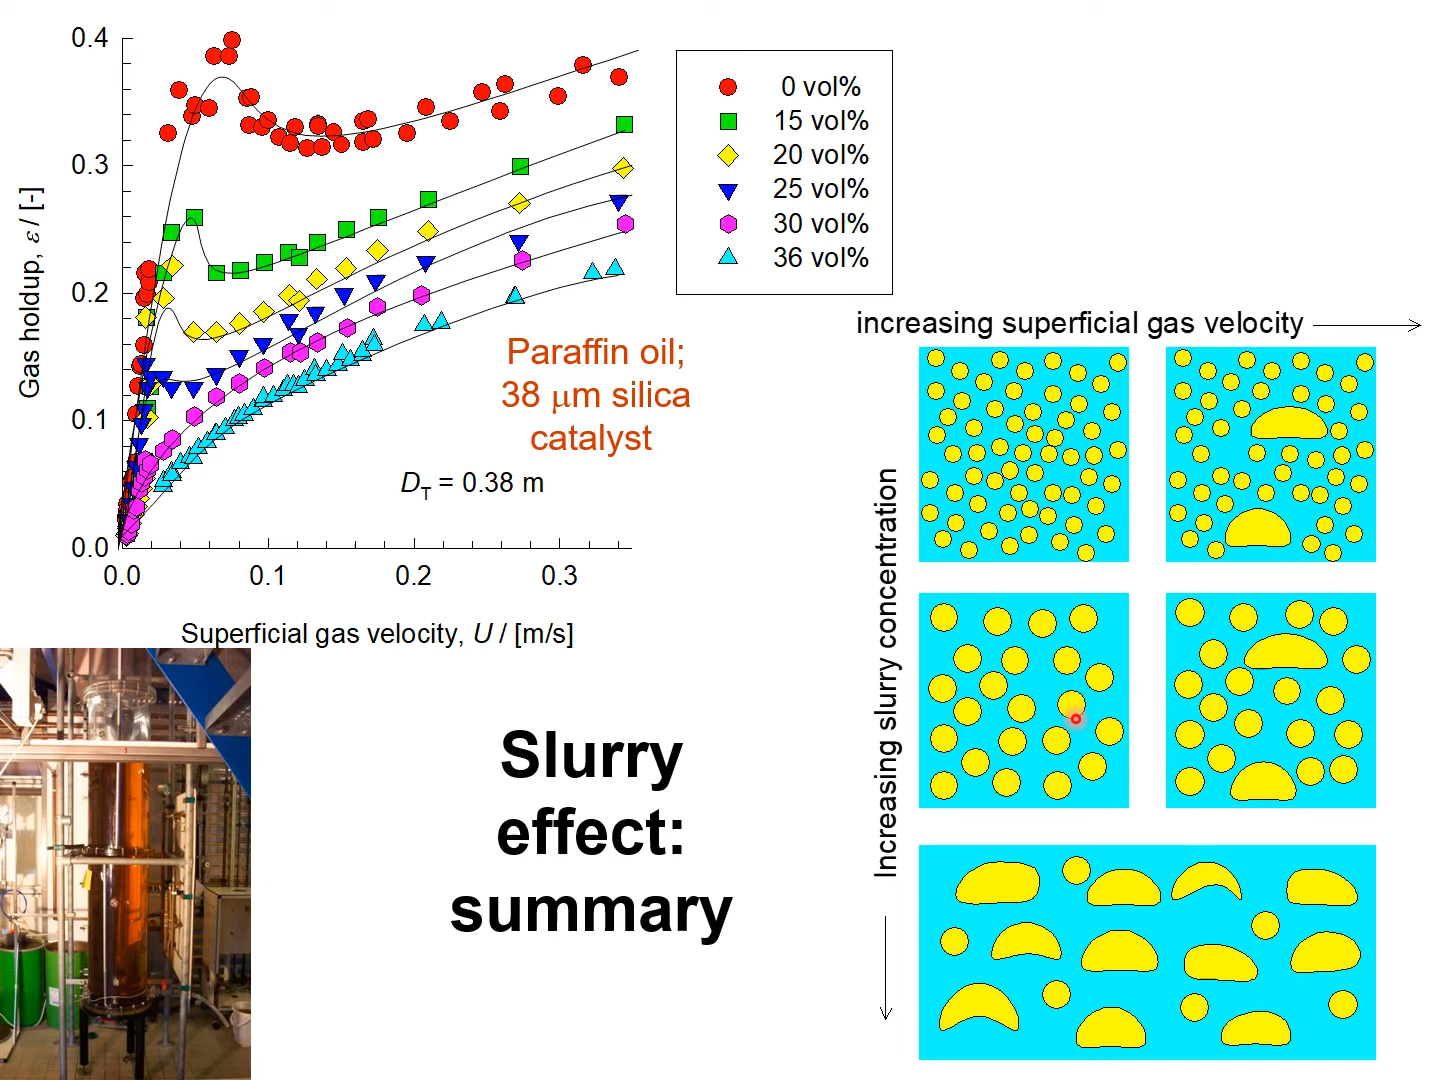 0.4
0.3
0.2
0.1
0.0
0.0
0.1
0.2
0.3
Gas holdup, ε / [-]
Superficial gas velocity, U / [m/s]
0 vol%
15 vol%
20 vol%
25 vol%
30 vol%
36 vol%
Paraffin oil;
38 μm silica
catalyst
D_T = 0.38 m
increasing superficial gas velocity
Increasing slurry concentration
Slurry
effect:
summary